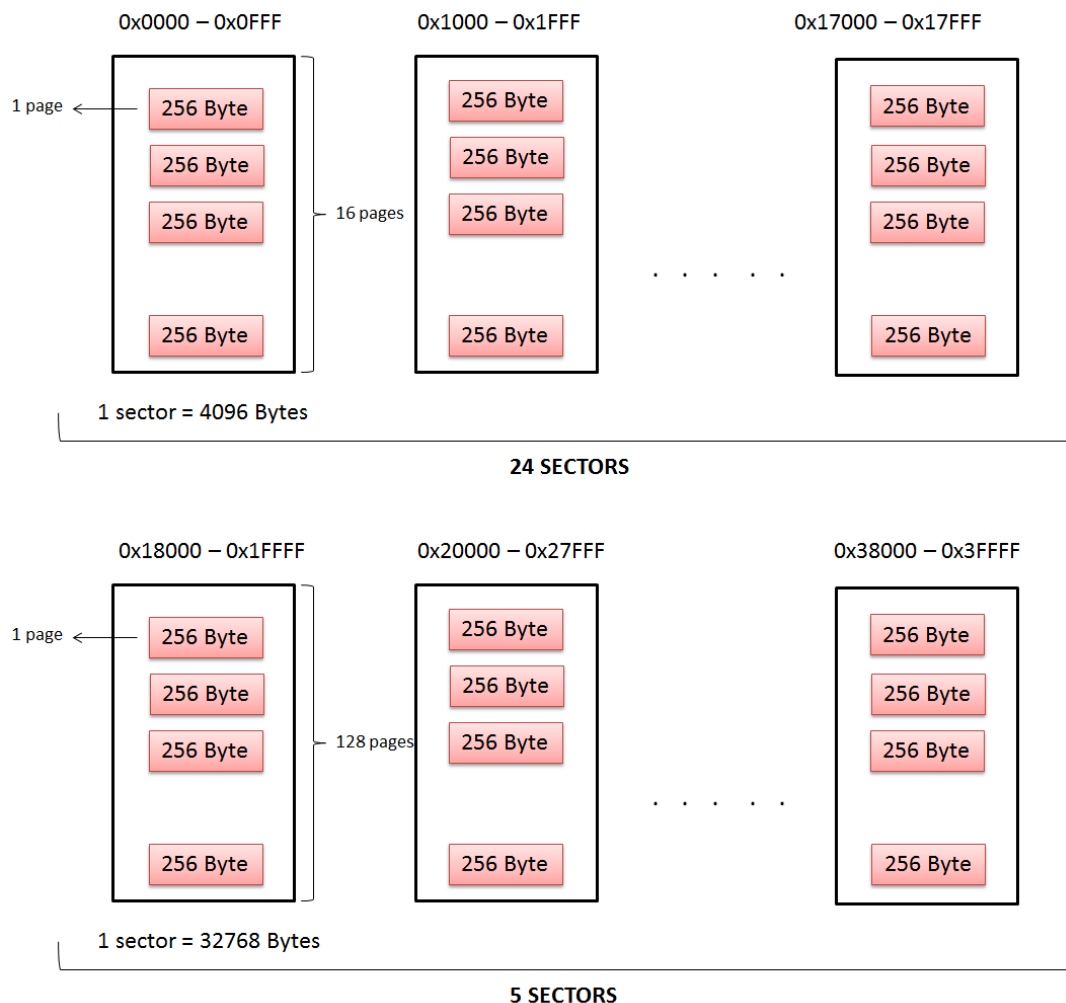 0x0000 – 0x0FFF
0x1000 – 0x1FFF
0x17000 – 0x17FFF
1 page
256 Byte
256 Byte
256 Byte
256 Byte
16 pages
256 Byte
256 Byte
256 Byte
256 Byte
. . . . .
256 Byte
256 Byte
256 Byte
256 Byte
1 sector = 4096 Bytes
24 SECTORS
0x18000 – 0x1FFFF
0x20000 – 0x27FFF
0x38000 – 0x3FFFF
1 page
256 Byte
256 Byte
256 Byte
256 Byte
128 pages
256 Byte
256 Byte
256 Byte
256 Byte
. . . . .
256 Byte
256 Byte
256 Byte
256 Byte
1 sector = 32768 Bytes
5 SECTORS